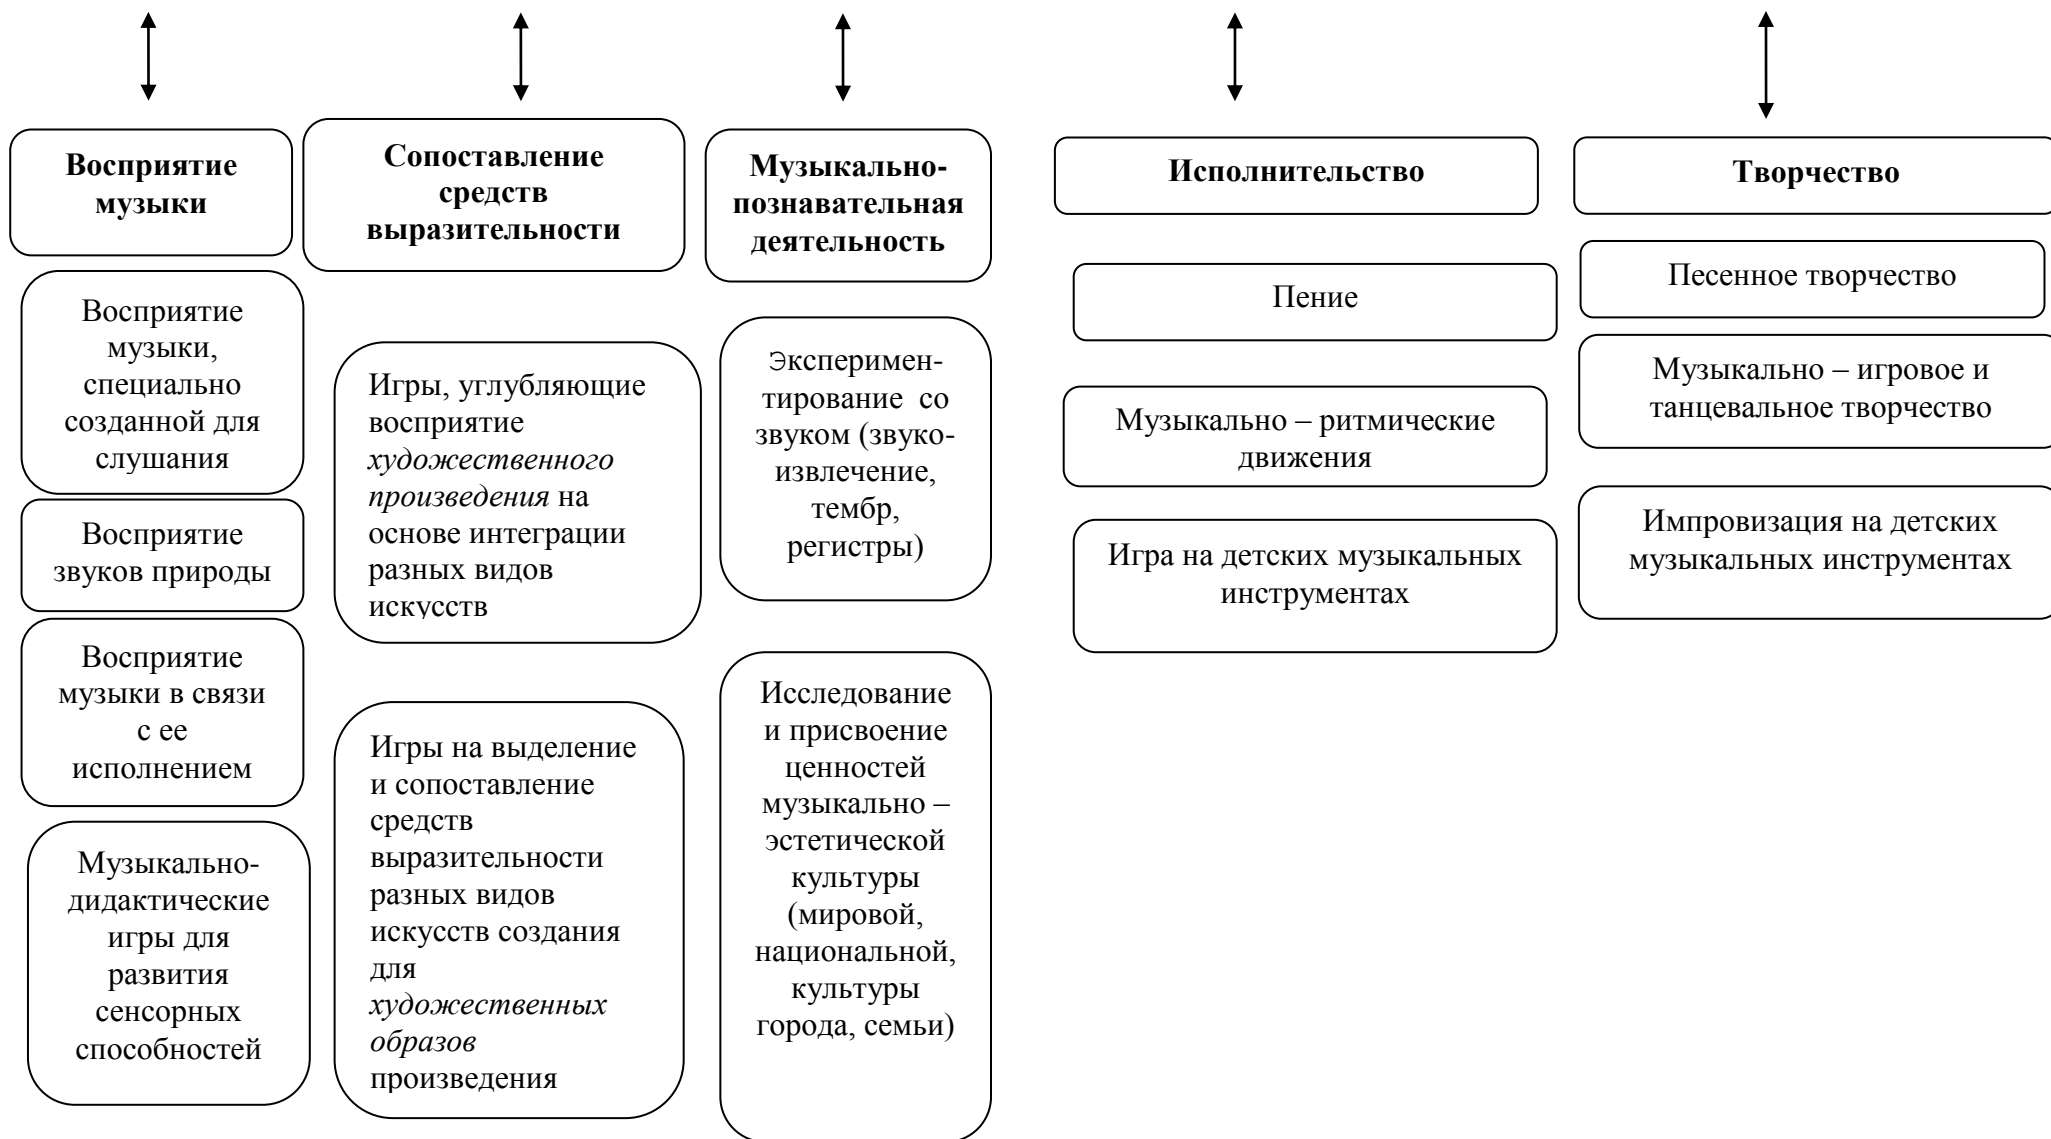 Восприятие
музыки
Восприятие
музыки,
специально
созданной для
слушания
Восприятие
звуков природы
Восприятие
музыки в связи
с ее
исполнением
Музыкально-
дидактические
игры для
развития
сенсорных
способностей
Сопоставление
средств
выразительности
Игры, углубляющие
восприятие
художественного
произведения на
основе интеграции
разных видов
искусств
Игры на выделение
и сопоставление
средств
выразительности
разных видов
искусств создания
для
художественных
образов
произведения
Музыкально-
познавательная
деятельность
Эксперимен-
тирование со
звуком (звуко-
извлечение,
тембр,
регистры)
Исследование
и присвоение
ценностей
музыкально –
эстетической
культуры
(мировой,
национальной,
культуры
города, семьи)
Исполнительство
Пение
Музыкально – ритмические
движения
Игра на детских музыкальных
инструментах
Творчество
Песенное творчество
Музыкально – игровое и
танцевальное творчество
Импровизация на детских
музыкальных инструментах